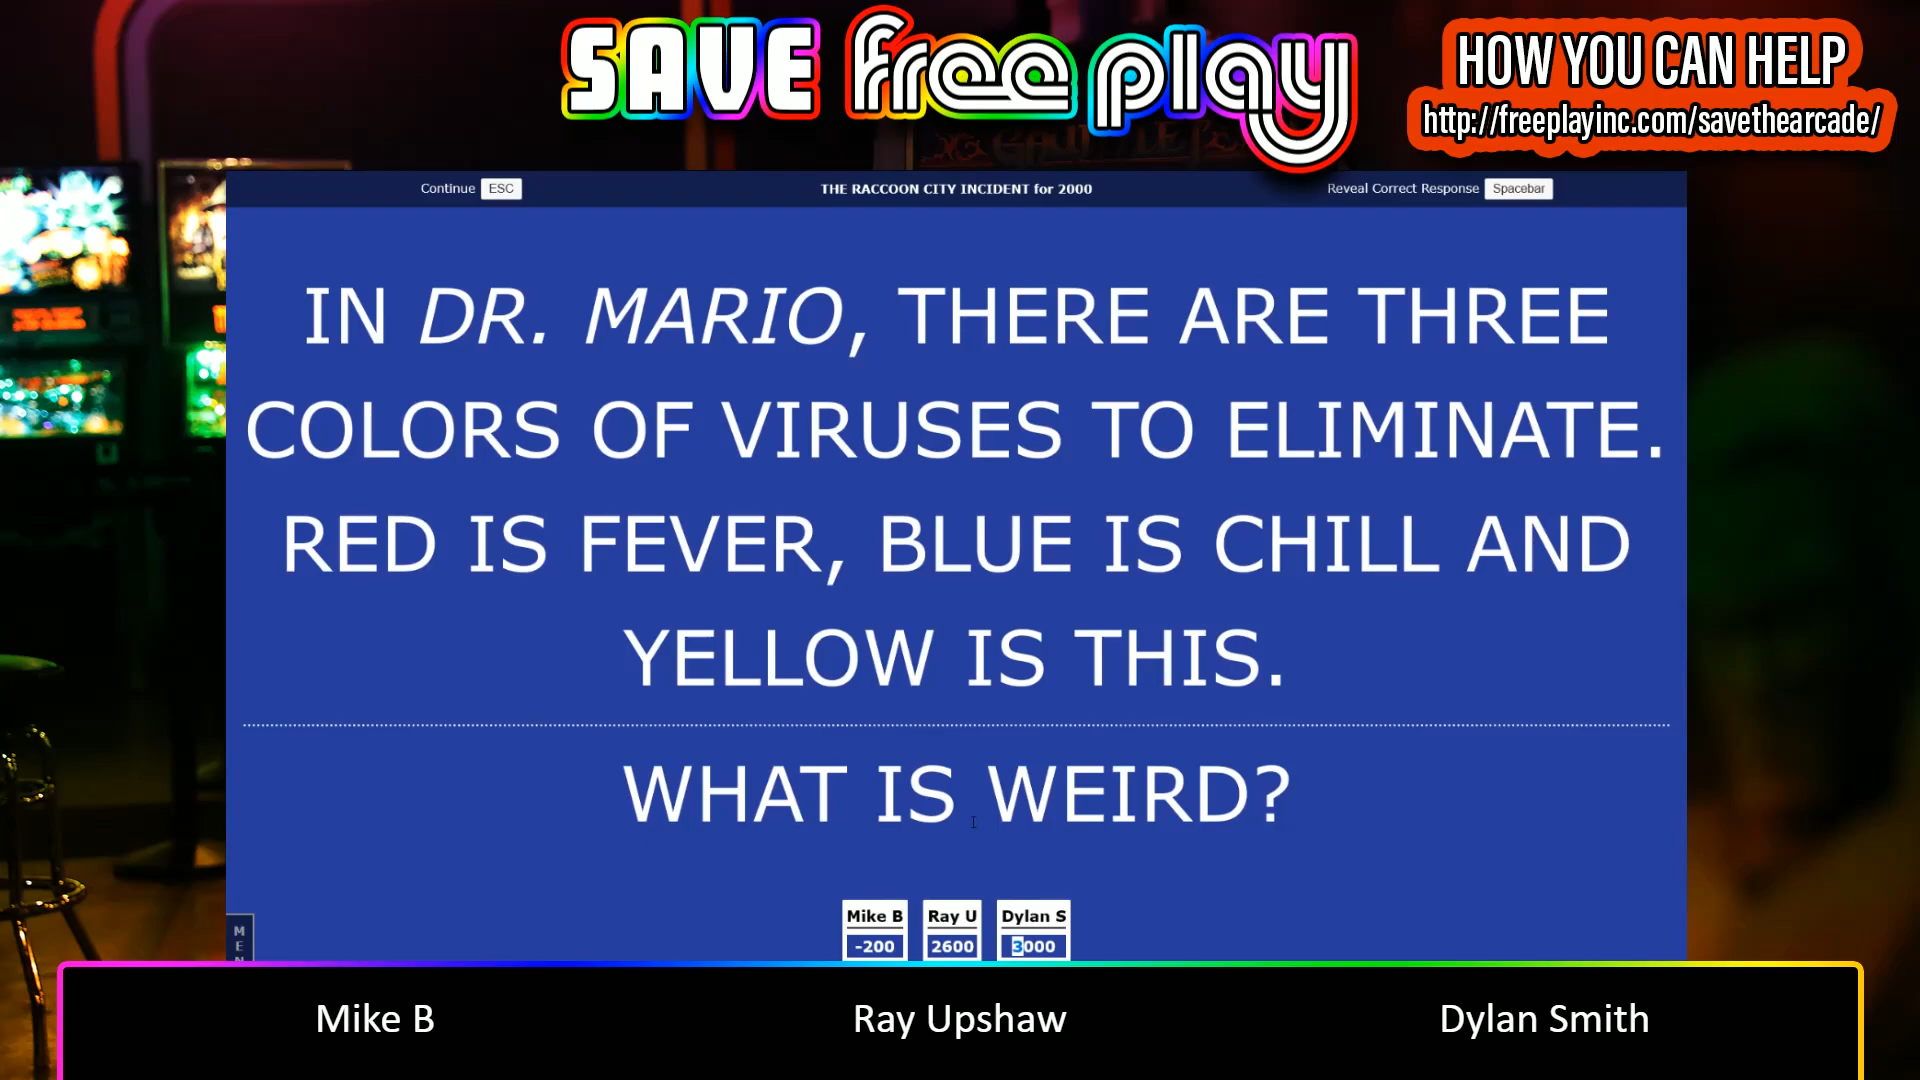 SAVE free play
HOW YOU CAN HELP
http://freeplayinc.com/savethearcade/
Continue ESC
THE RACCOON CITY INCIDENT for 2000
Reveal Correct Response Spacebar
IN DR. MARIO, THERE ARE THREE
COLORS OF VIRUSES TO ELIMINATE.
RED IS FEVER, BLUE IS CHILL AND
YELLOW IS THIS.
WHAT IS WEIRD?
Mike B Ray U Dylan S
-200 2600 3000
M
E
N
Mike B Ray Upshaw Dylan Smith